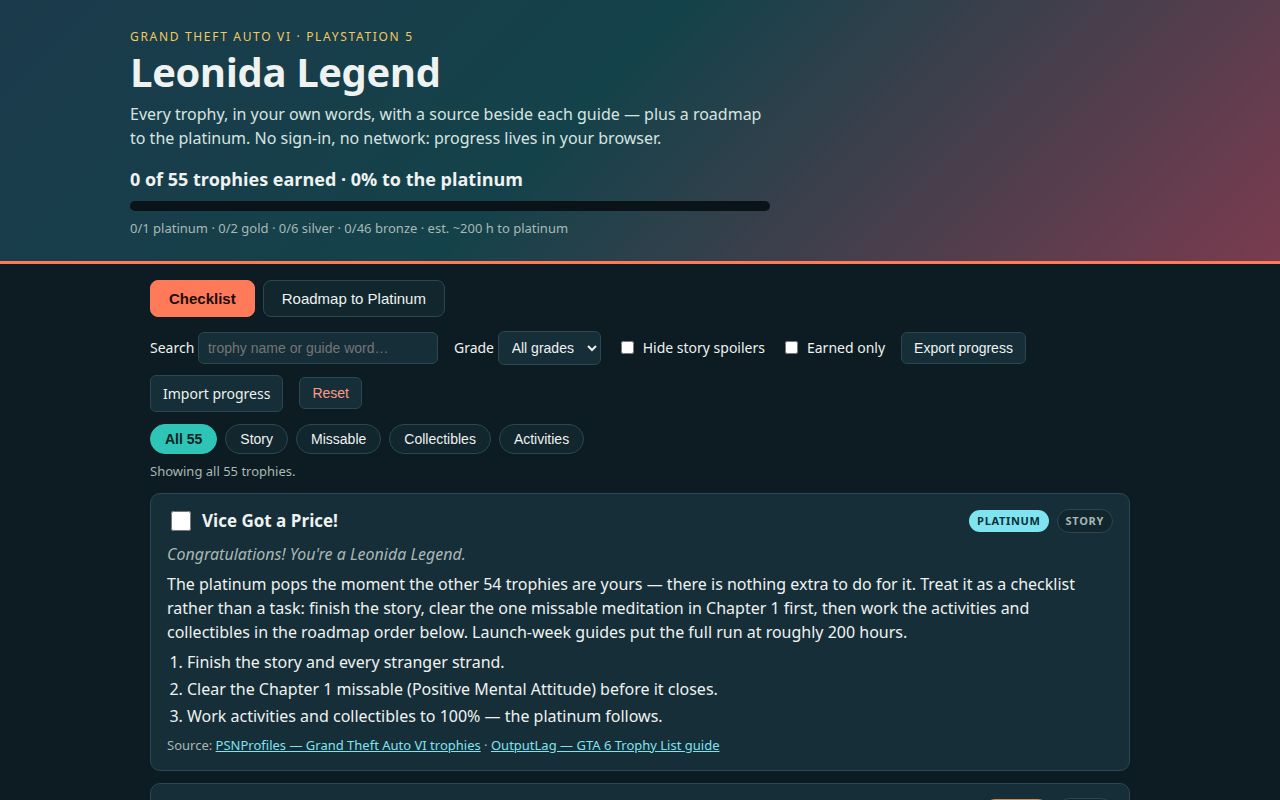 GRAND THEFT AUTO VI · PLAYSTATION 5
Leonida Legend
Every trophy, in your own words, with a source beside each guide — plus a roadmap
to the platinum. No sign-in, no network: progress lives in your browser.
0 of 55 trophies earned · 0% to the platinum
0/1 platinum · 0/2 gold · 0/6 silver · 0/46 bronze · est. ~200 h to platinum
Checklist Roadmap to Platinum
Search trophy name or guide word… Grade All grades Hide story spoilers Earned only Export progress
Import progress Reset
All 55 Story Missable Collectibles Activities
Showing all 55 trophies.
Vice Got a Price! PLATINUM STORY
Congratulations! You're a Leonida Legend.
The platinum pops the moment the other 54 trophies are yours — there is nothing extra to do for it. Treat it as a checklist
rather than a task: finish the story, clear the one missable meditation in Chapter 1 first, then work the activities and
collectibles in the roadmap order below. Launch-week guides put the full run at roughly 200 hours.
1. Finish the story and every stranger strand.
2. Clear the Chapter 1 missable (Positive Mental Attitude) before it closes.
3. Work activities and collectibles to 100% — the platinum follows.
Source: PSNProfiles — Grand Theft Auto VI trophies · OutputLag — GTA 6 Trophy List guide